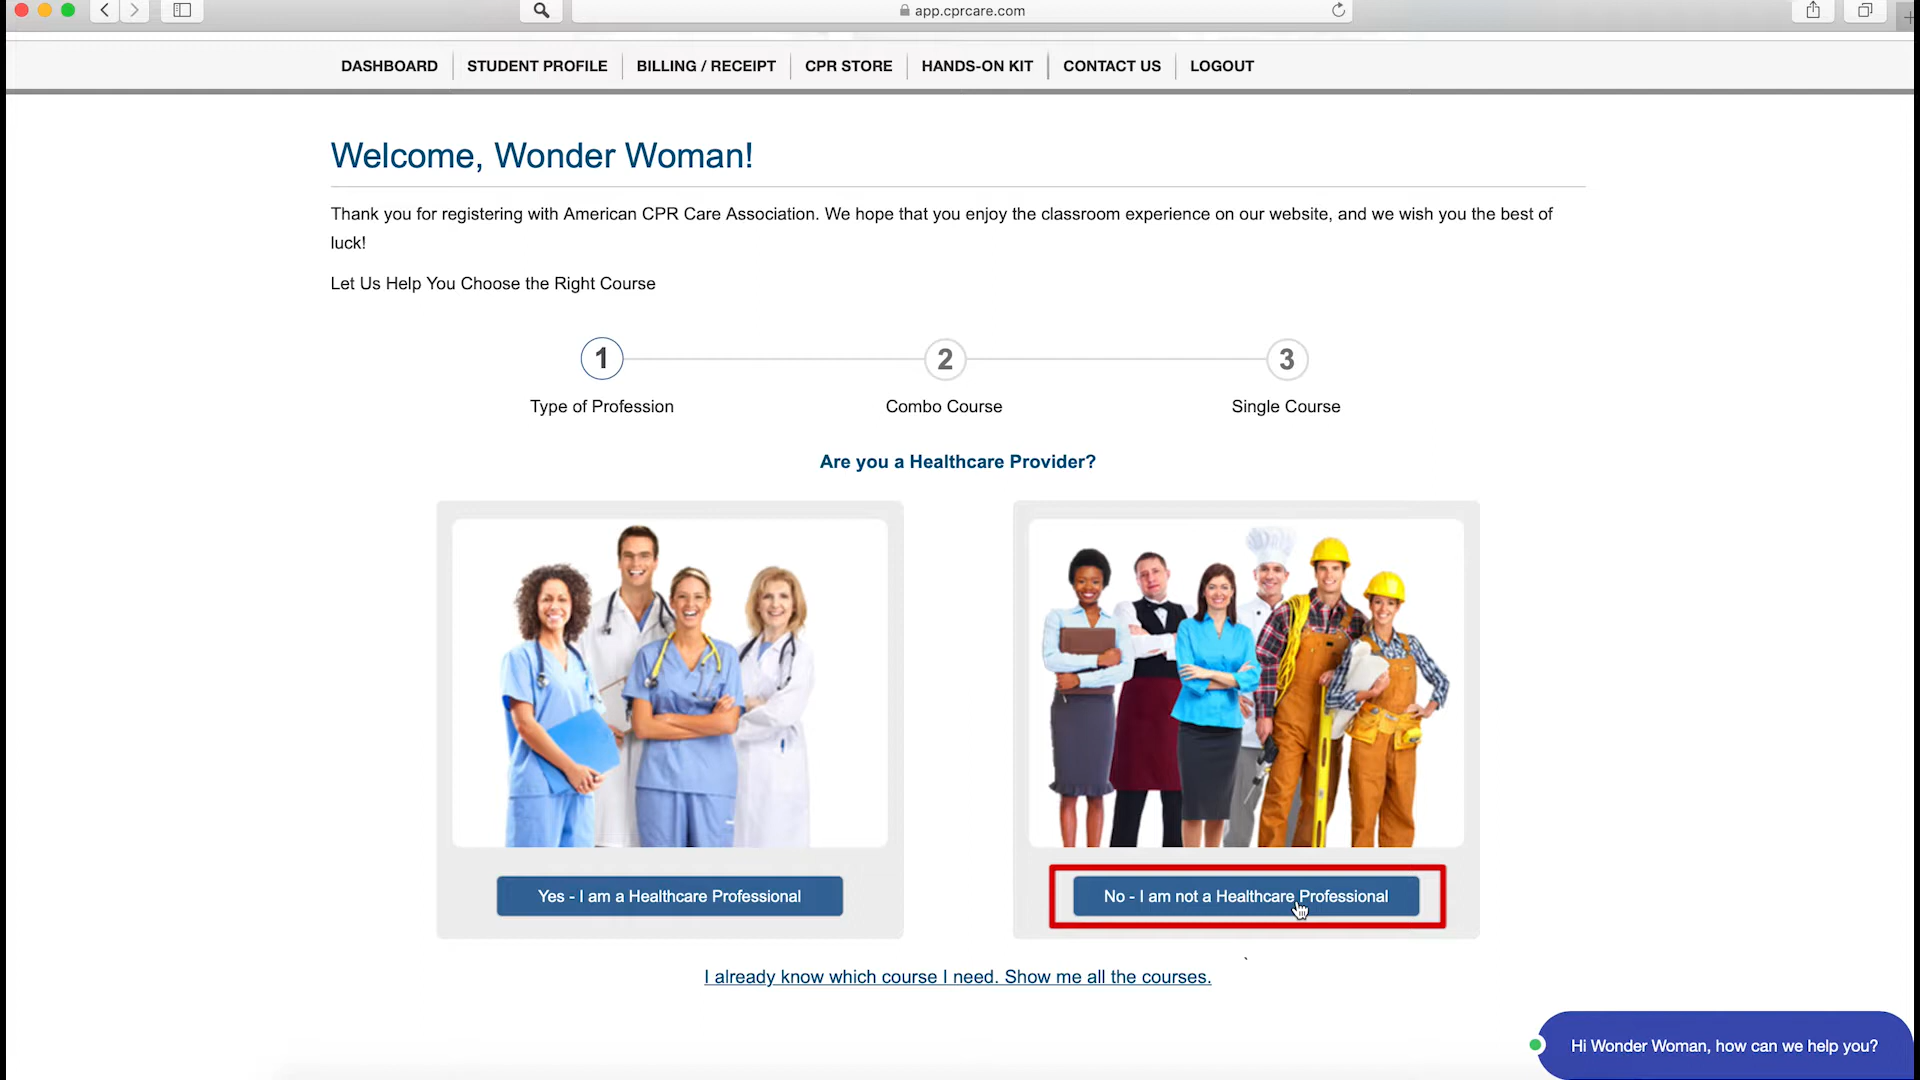 app.cprcare.com
DASHBOARD
STUDENT PROFILE
BILLING / RECEIPT
CPR STORE
HANDS-ON KIT
CONTACT US
LOGOUT
Welcome, Wonder Woman!
Thank you for registering with American CPR Care Association. We hope that you enjoy the classroom experience on our website, and we wish you the best of
luck!
Let Us Help You Choose the Right Course
1
2
3
Type of Profession
Combo Course
Single Course
Are you a Healthcare Provider?
Yes - I am a Healthcare Professional
No - I am not a Healthcare Professional
I already know which course I need. Show me all the courses.
Hi Wonder Woman, how can we help you?